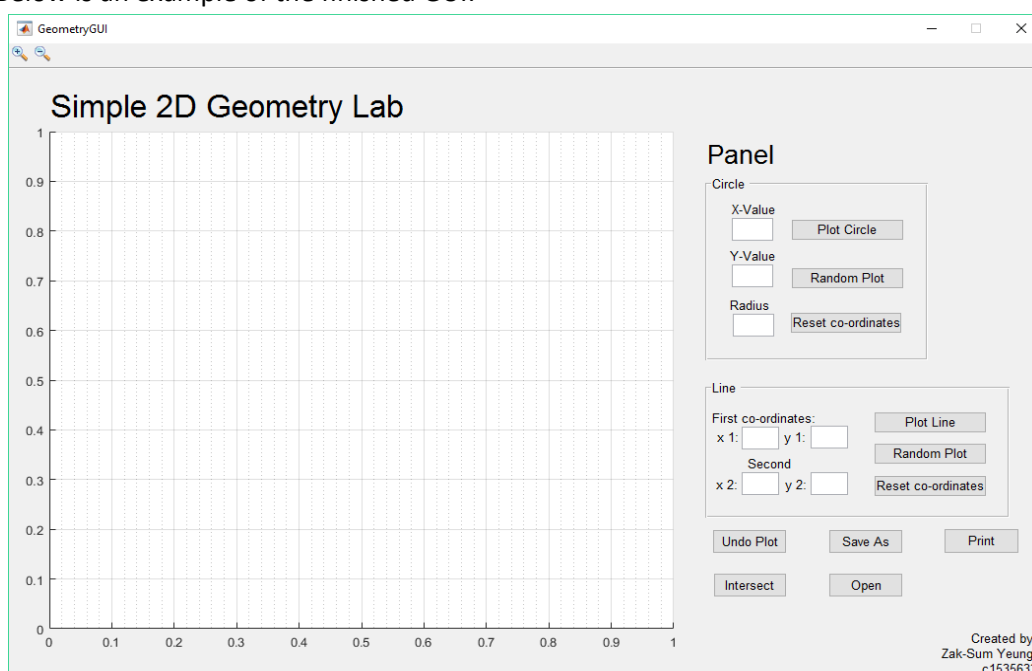 below is an example of the finished GUI.
GeometryGUI
Simple 2D Geometry Lab
1
0.9
0.8
0.7
0.6
0.5
0.4
0.3
0.2
0.1
0
0 0.1 0.2 0.3 0.4 0.5 0.6 0.7 0.8 0.9 1
Panel
Circle
X-Value
Plot Circle
Y-Value
Random Plot
Radius
Reset co-ordinates
Line
First co-ordinates:
Plot Line
x 1: y 1:
Random Plot
Second
x 2: y 2:
Reset co-ordinates
Undo Plot Save As Print
Intersect Open
Created by
Zak-Sum Yeung
c153563